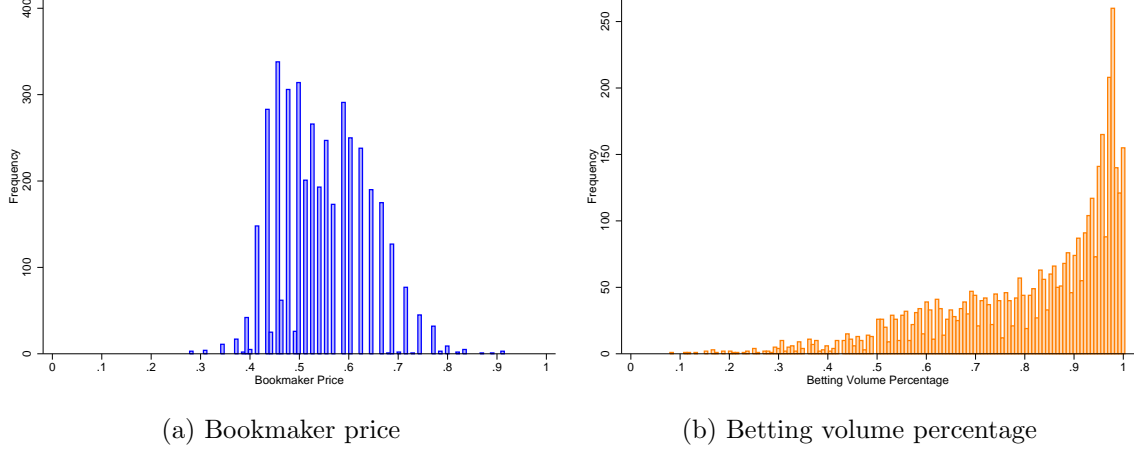 400
300
200
100
0
Frequency
0 .1 .2 .3 .4 .5 .6 .7 .8 .9 1
Bookmaker Price
(a) Bookmaker price
250
200
150
100
50
0
Frequency
0 .1 .2 .3 .4 .5 .6 .7 .8 .9 1
Betting Volume Percentage
(b) Betting volume percentage